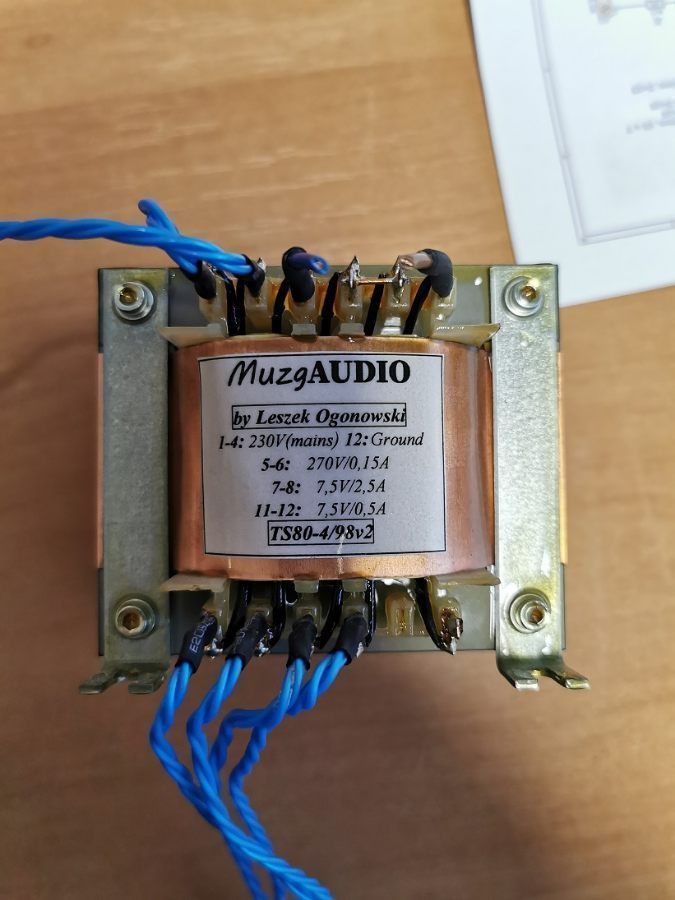 MuzgAUDIO
by Leszek Ogonowski
1-4: 230V(mains) 12: Ground
5-6: 270V/0,15A
7-8: 7,5V/2,5A
11-12: 7,5V/0,5A
TS80-4/98v2